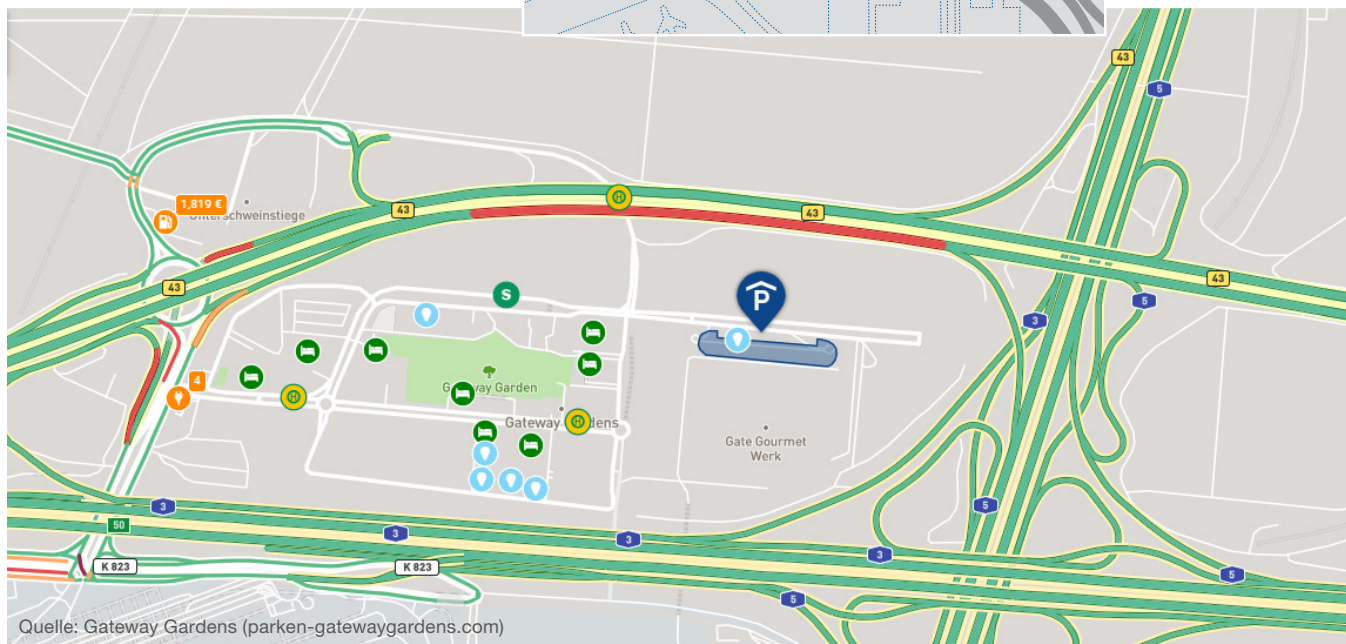 43
5
1,819 €
Unterschweinstiege
43
43
H
43
43
S
P
5
3
4
H
Gateway Garden
Gateway Gardens
H
Gate Gourmet
Werk
3
5
50
3
3
3
K 823
K 823
5
5
Quelle: Gateway Gardens (parken-gatewaygardens.com)